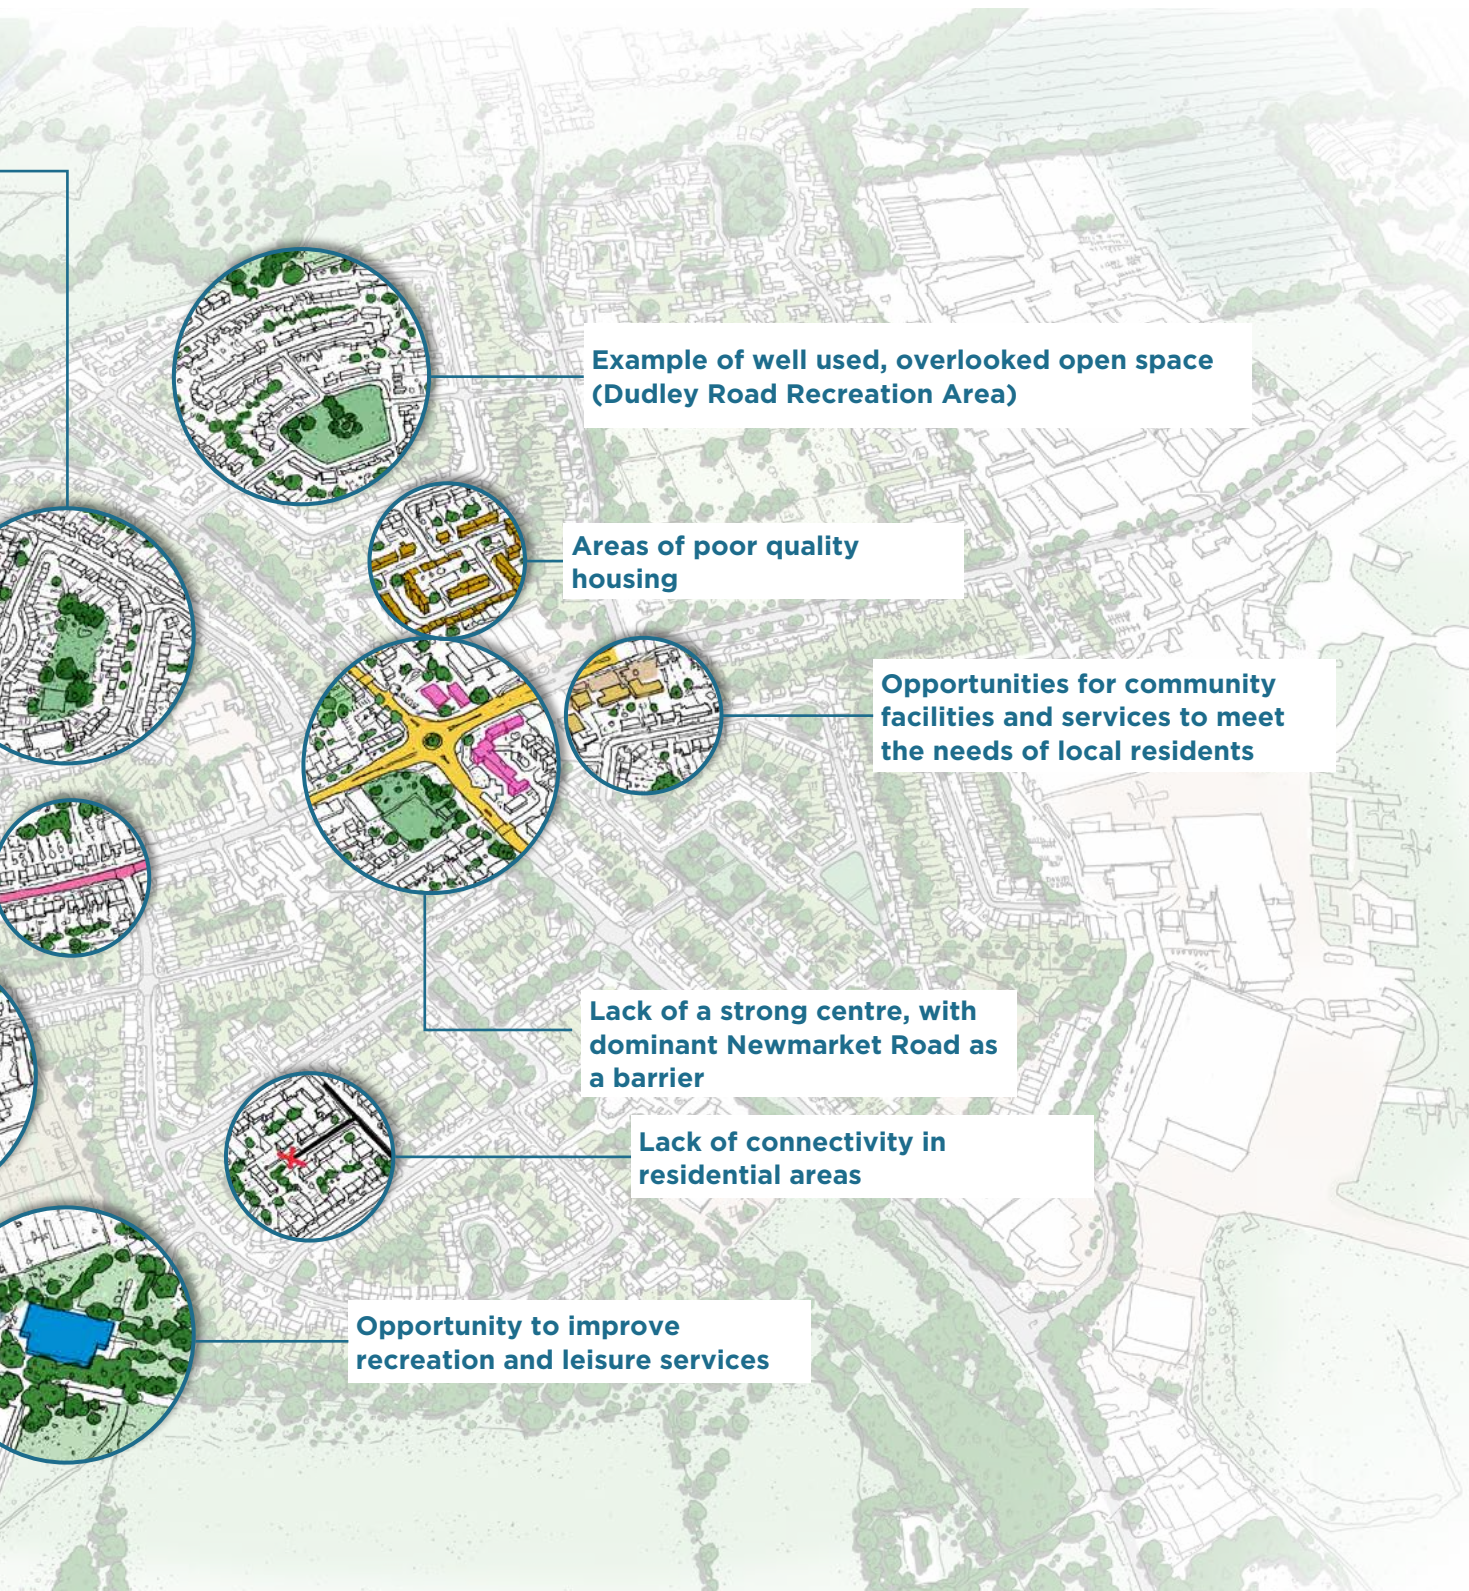 Example of well used, overlooked open space
(Dudley Road Recreation Area)
Areas of poor quality
housing
Opportunities for community
facilities and services to meet
the needs of local residents
Lack of a strong centre, with
dominant Newmarket Road as
a barrier
Lack of connectivity in
residential areas
Opportunity to improve
recreation and leisure services